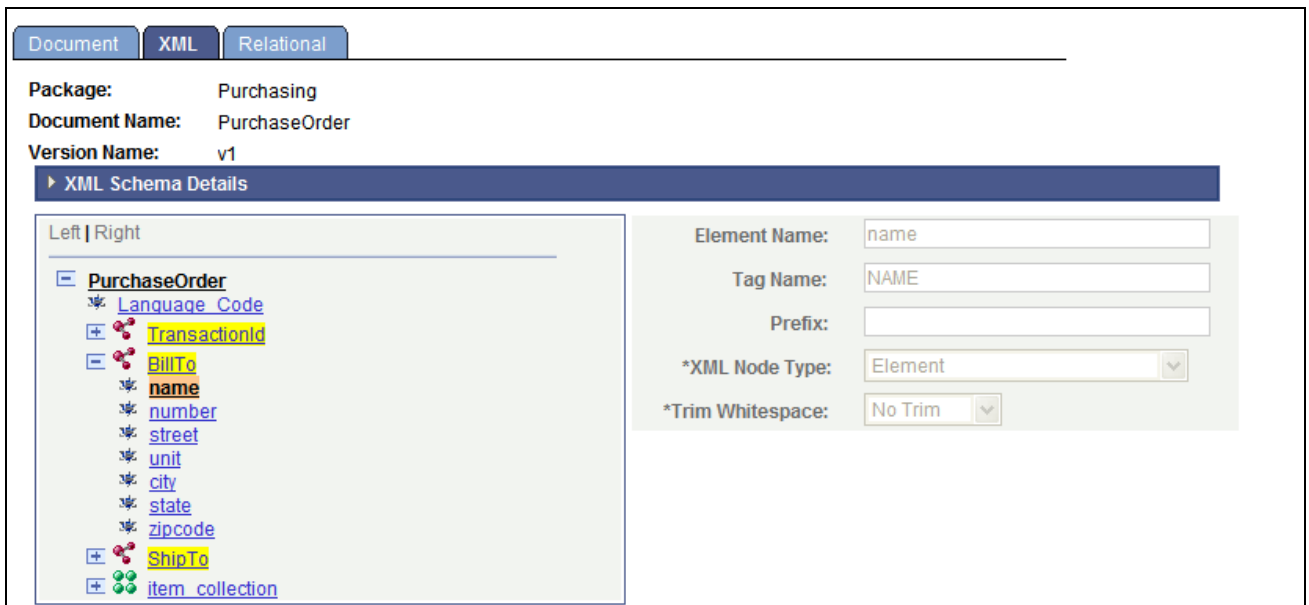 Document XML Relational
Package: Purchasing
Document Name: PurchaseOrder
Version Name: v1
XML Schema Details
Left | Right
PurchaseOrder
Language_Code
TransactionId
BillTo
name
number
street
unit
city
state
zipcode
ShipTo
item_collection
Element Name: name
Tag Name: NAME
Prefix:
*XML Node Type: Element
*Trim Whitespace: No Trim